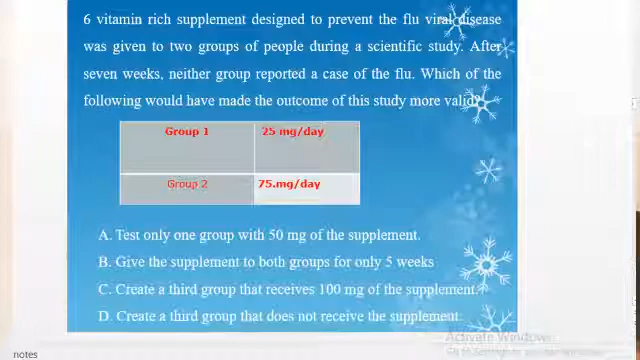 6 vitamin rich supplement designed to prevent the flu viral disease
was given to two groups of people during a scientific study. After
seven weeks, neither group reported a case of the flu. Which of the
following would have made the outcome of this study more valid?
Group 1 25 mg/day
Group 2 75.mg/day
A. Test only one group with 50 mg of the supplement.
B. Give the supplement to both groups for only 5 weeks
C. Create a third group that receives 100 mg of the supplement.
D. Create a third group that does not receive the supplement
Activate Windows
notes